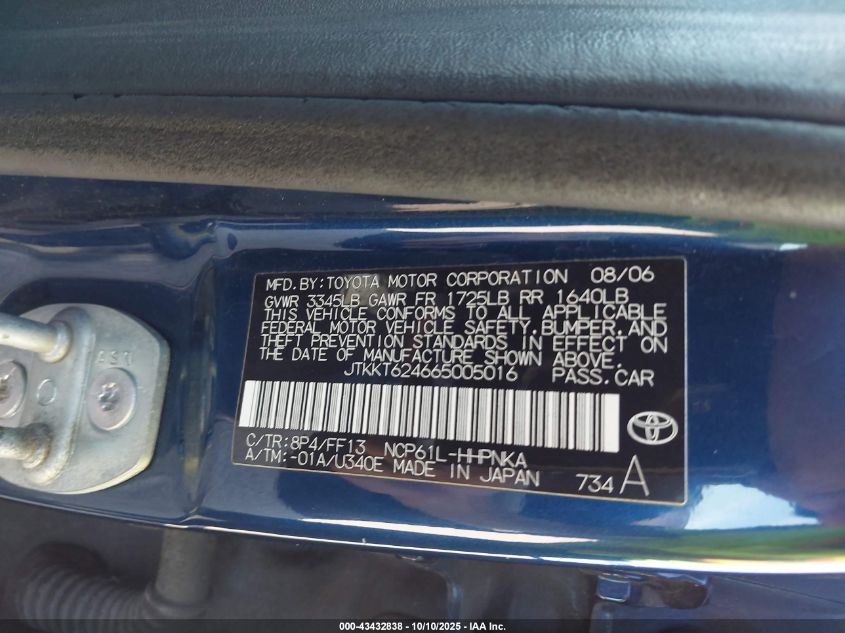 MFD. BY: TOYOTA MOTOR CORPORATION 08/06
GVWR 3345LB GAWR FR 1725LB RR 1640LB
THIS VEHICLE CONFORMS TO ALL APPLICABLE
FEDERAL MOTOR VEHICLE SAFETY, BUMPER, AND
THEFT PREVENTION STANDARDS IN EFFECT ON
THE DATE OF MANUFACTURE SHOWN ABOVE.
JTKKT624665005016 PASS. CAR
C/TR: 8P4/FF13 NCP61L-HHPNKA
A/TM: -01A/U340E MADE IN JAPAN 734 A
000-43432838 - 10/10/2025 - IAA Inc.